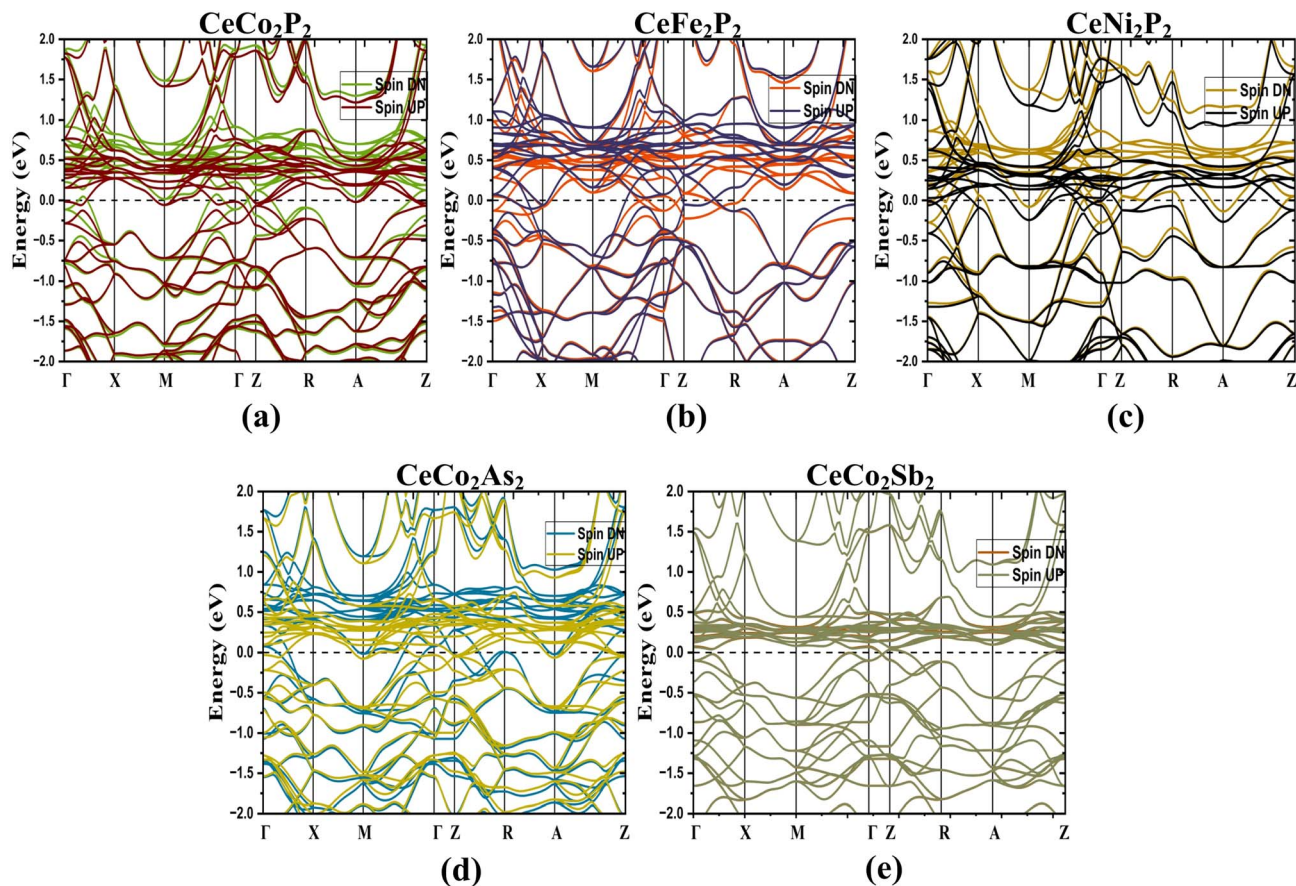 CeCo₂P₂
Energy (eV)
2.0
1.5
1.0
0.5
0.0
−0.5
−1.0
−1.5
−2.0
Spin DN
Spin UP
Γ X M Γ Z R A Z
(a)
CeFe₂P₂
Energy (eV)
2.0
1.5
1.0
0.5
0.0
−0.5
−1.0
−1.5
−2.0
Spin DN
Spin UP
Γ X M Γ Z R A Z
(b)
CeNi₂P₂
Energy (eV)
2.0
1.5
1.0
0.5
0.0
−0.5
−1.0
−1.5
−2.0
Spin DN
Spin UP
Γ X M Γ Z R A Z
(c)
CeCo₂As₂
Energy (eV)
2.0
1.5
1.0
0.5
0.0
−0.5
−1.0
−1.5
−2.0
Spin DN
Spin UP
Γ X M Γ Z R A Z
(d)
CeCo₂Sb₂
Energy (eV)
2.0
1.5
1.0
0.5
0.0
−0.5
−1.0
−1.5
−2.0
Spin DN
Spin UP
Γ X M Γ Z R A Z
(e)